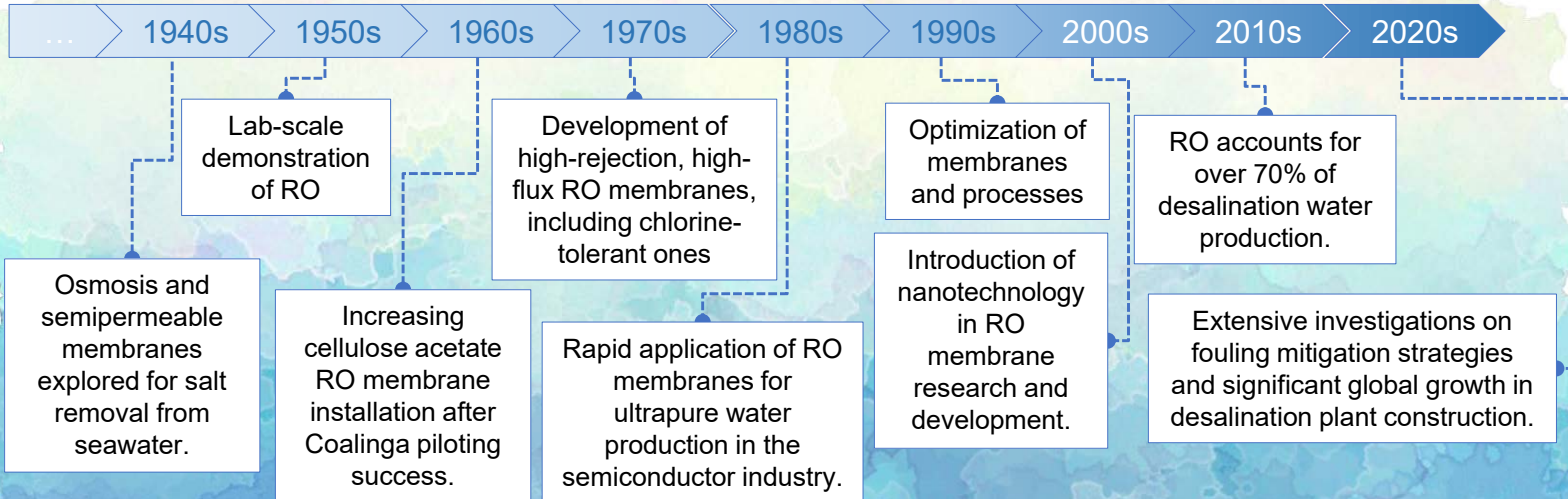 ... 1940s 1950s 1960s 1970s 1980s 1990s 2000s 2010s 2020s
Osmosis and
semipermeable
membranes
explored for salt
removal from
seawater.
Lab-scale
demonstration
of RO
Increasing
cellulose acetate
RO membrane
installation after
Coalinga piloting
success.
Development of
high-rejection, high-
flux RO membranes,
including chlorine-
tolerant ones
Rapid application of RO
membranes for
ultrapure water
production in the
semiconductor industry.
Optimization of
membranes
and processes
Introduction of
nanotechnology
in RO
membrane
research and
development.
RO accounts for
over 70% of
desalination water
production.
Extensive investigations on
fouling mitigation strategies
and significant global growth in
desalination plant construction.